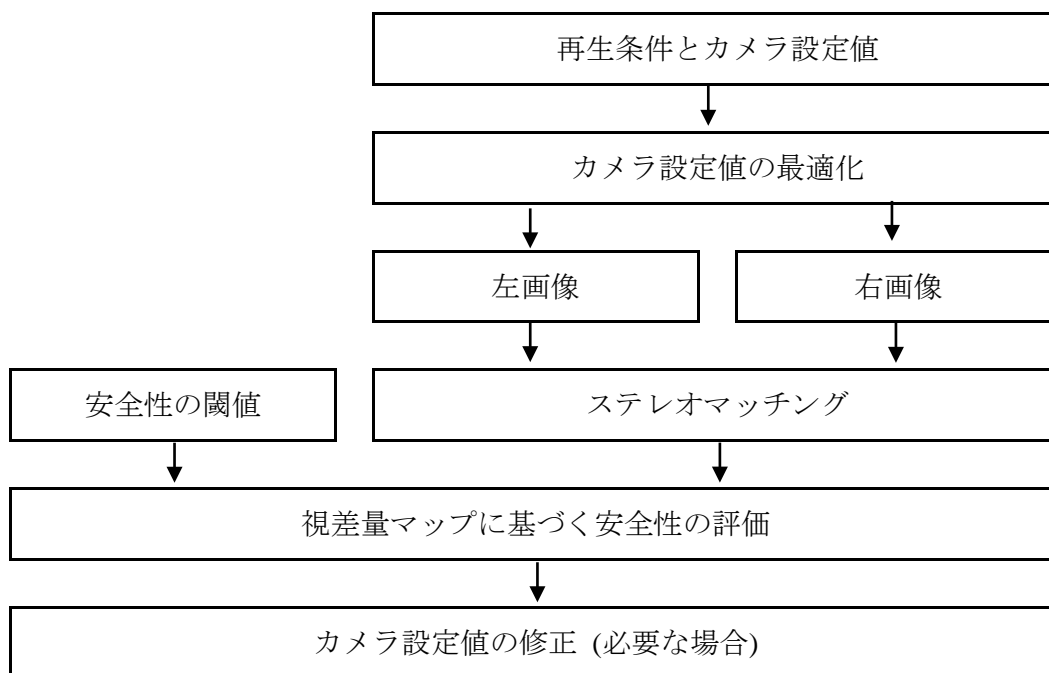 再生条件とカメラ設定値
カメラ設定値の最適化
左画像
右画像
安全性の閾値
ステレオマッチング
視差量マップに基づく安全性の評価
カメラ設定値の修正 (必要な場合)